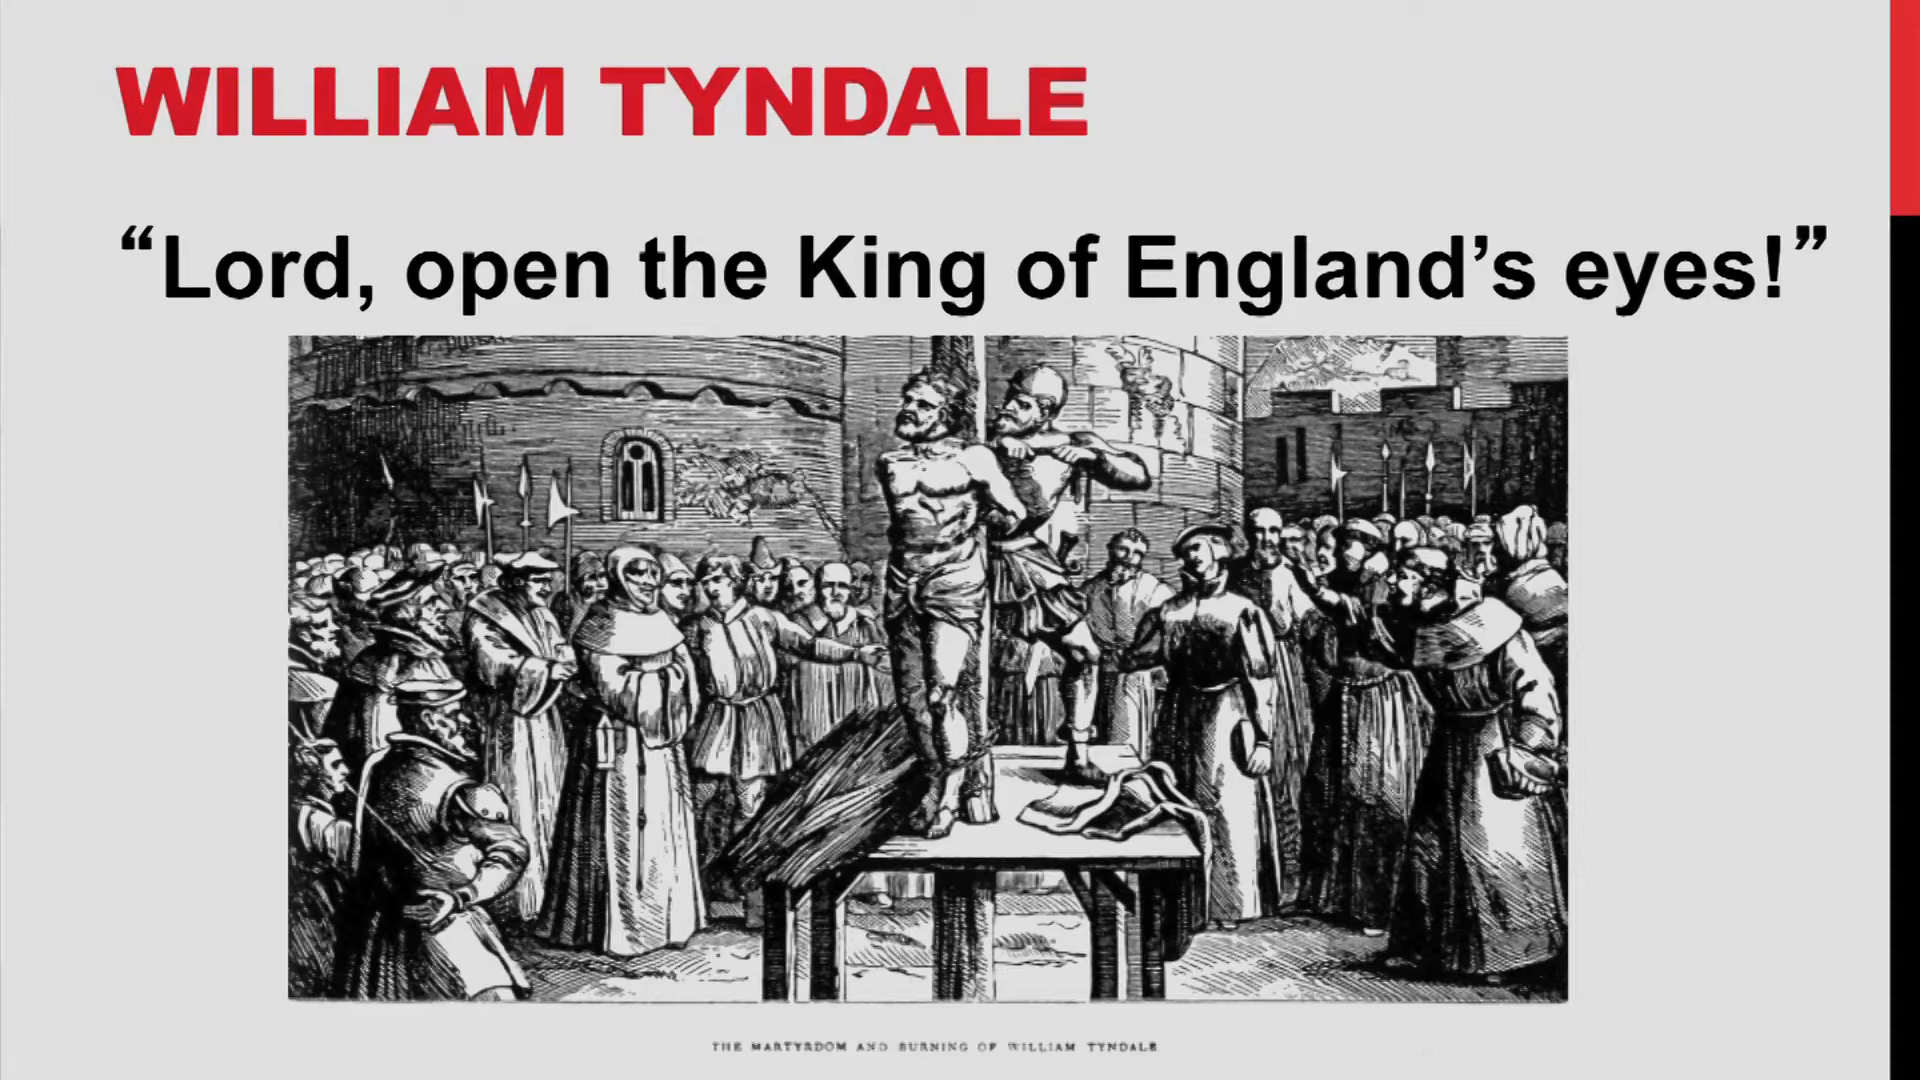 WILLIAM TYNDALE
“Lord, open the King of England’s eyes!”
THE MARTYRDOM AND BURNING OF WILLIAM TYNDALE